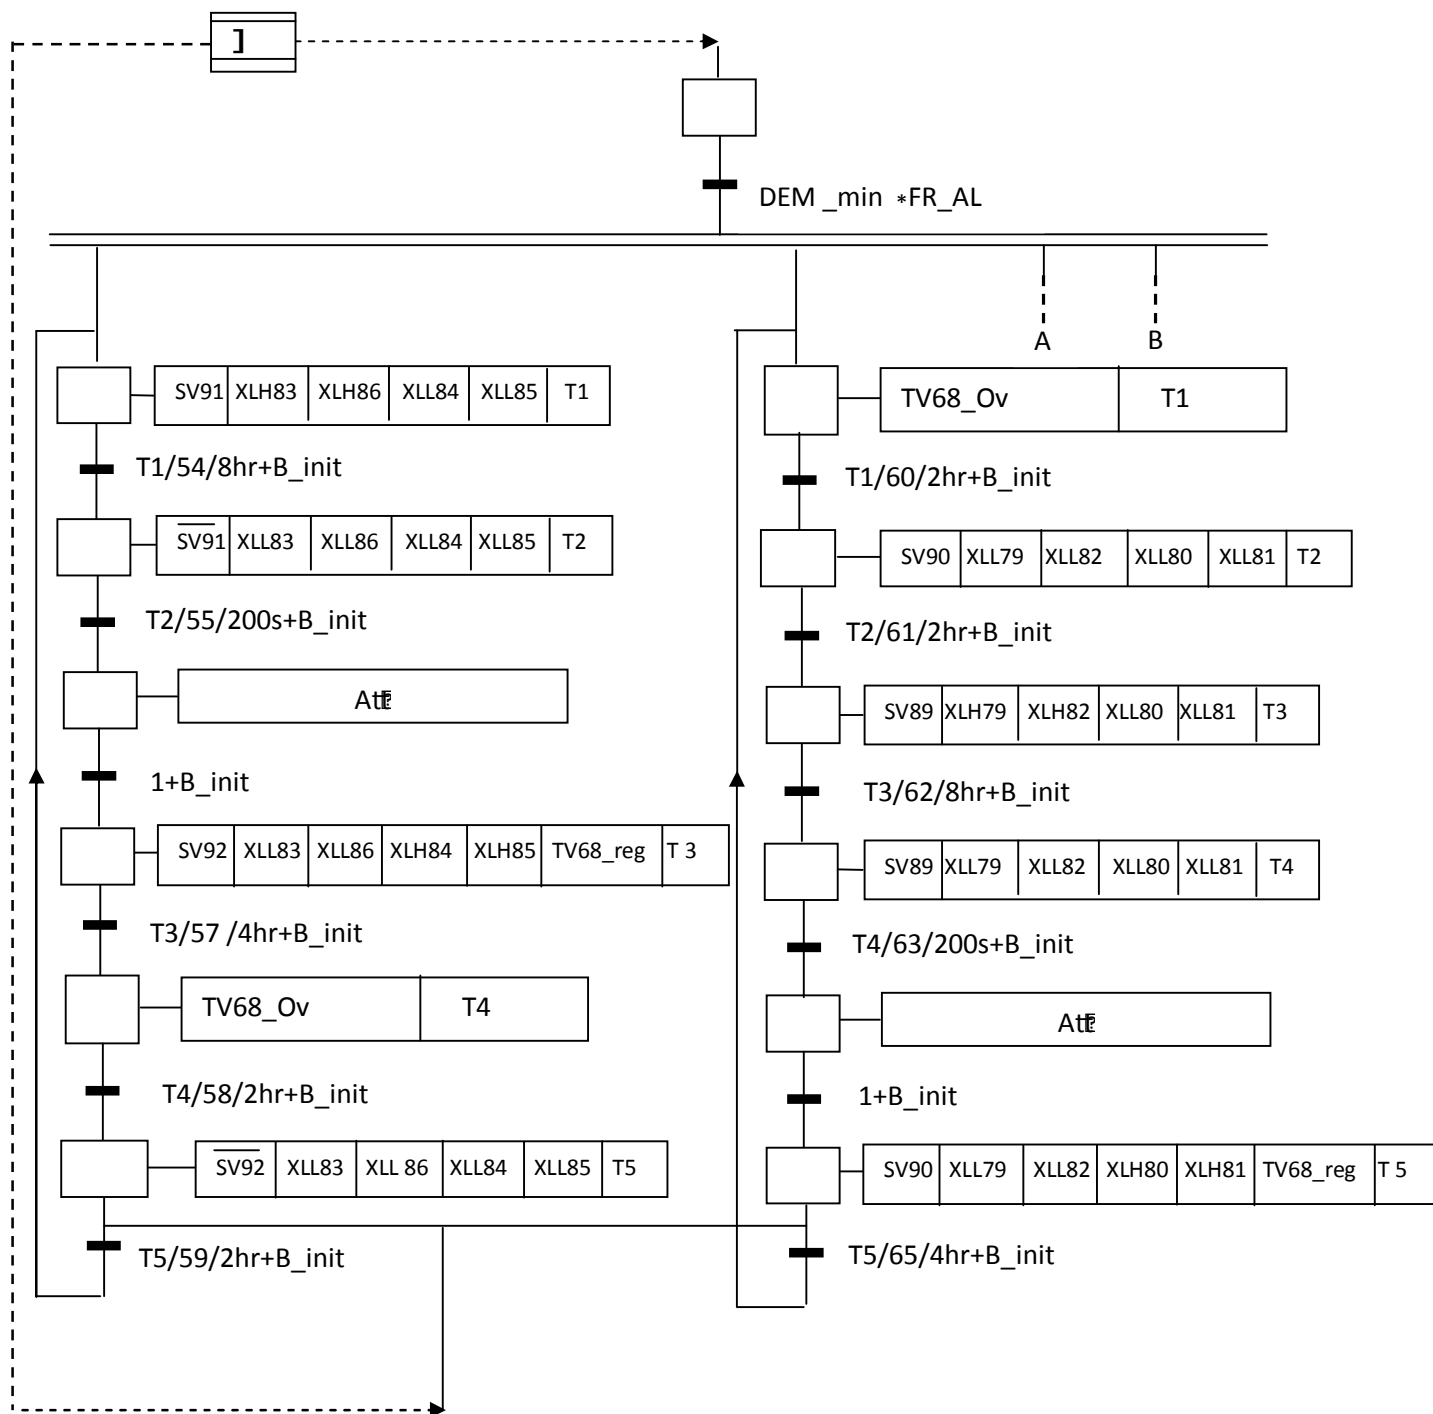 ]
DEM _min *FR_AL
A B
SV91 XLH83 XLH86 XLL84 XLL85 T1
TV68_Ov T1
T1/54/8hr+B_init
T1/60/2hr+B_init
S̅V̅9̅1̅ XLL83 XLL86 XLL84 XLL85 T2
SV90 XLL79 XLL82 XLL80 XLL81 T2
T2/55/200s+B_init
T2/61/2hr+B_init
SV89 XLH79 XLH82 XLL80 XLL81 T3
1+B_init
T3/62/8hr+B_init
SV92 XLL83 XLL86 XLH84 XLH85 TV68_reg T 3
SV89 XLL79 XLL82 XLL80 XLL81 T4
T3/57 /4hr+B_init
T4/63/200s+B_init
TV68_Ov T4
T4/58/2hr+B_init
1+B_init
S̅V̅9̅2̅ XLL83 XLL 86 XLL84 XLL85 T5
SV90 XLL79 XLL82 XLH80 XLH81 TV68_reg T 5
T5/59/2hr+B_init
T5/65/4hr+B_init